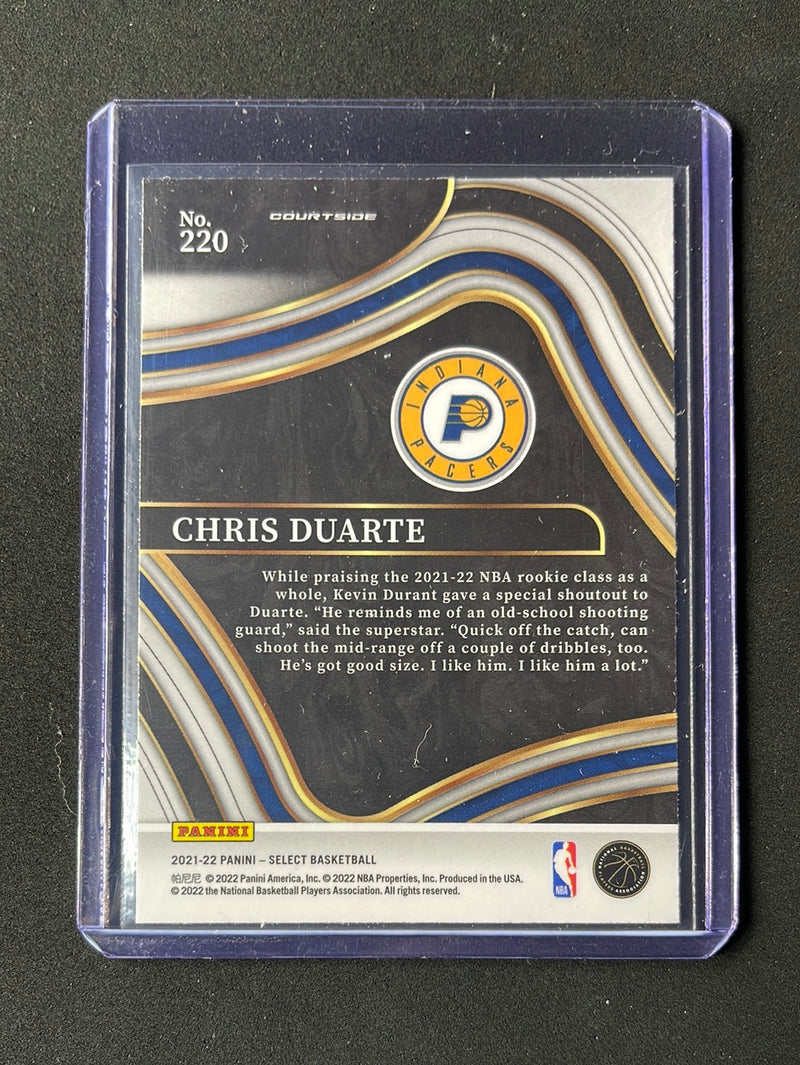 No.
220
COURTSIDE
INDIANA
PACERS
CHRIS DUARTE
While praising the 2021-22 NBA rookie class as a
whole, Kevin Durant gave a special shoutout to
Duarte. “He reminds me of an old-school shooting
guard,” said the superstar. “Quick off the catch, can
shoot the mid-range off a couple of dribbles, too.
He’s got good size. I like him. I like him a lot.”
PANINI
2021-22 PANINI – SELECT BASKETBALL
帕尼尼 © 2022 Panini America, Inc. © 2022 NBA Properties, Inc. Produced in the USA.
© 2022 the National Basketball Players Association. All rights reserved.
NBA
NATIONAL BASKETBALL
PLAYERS ASSOCIATION